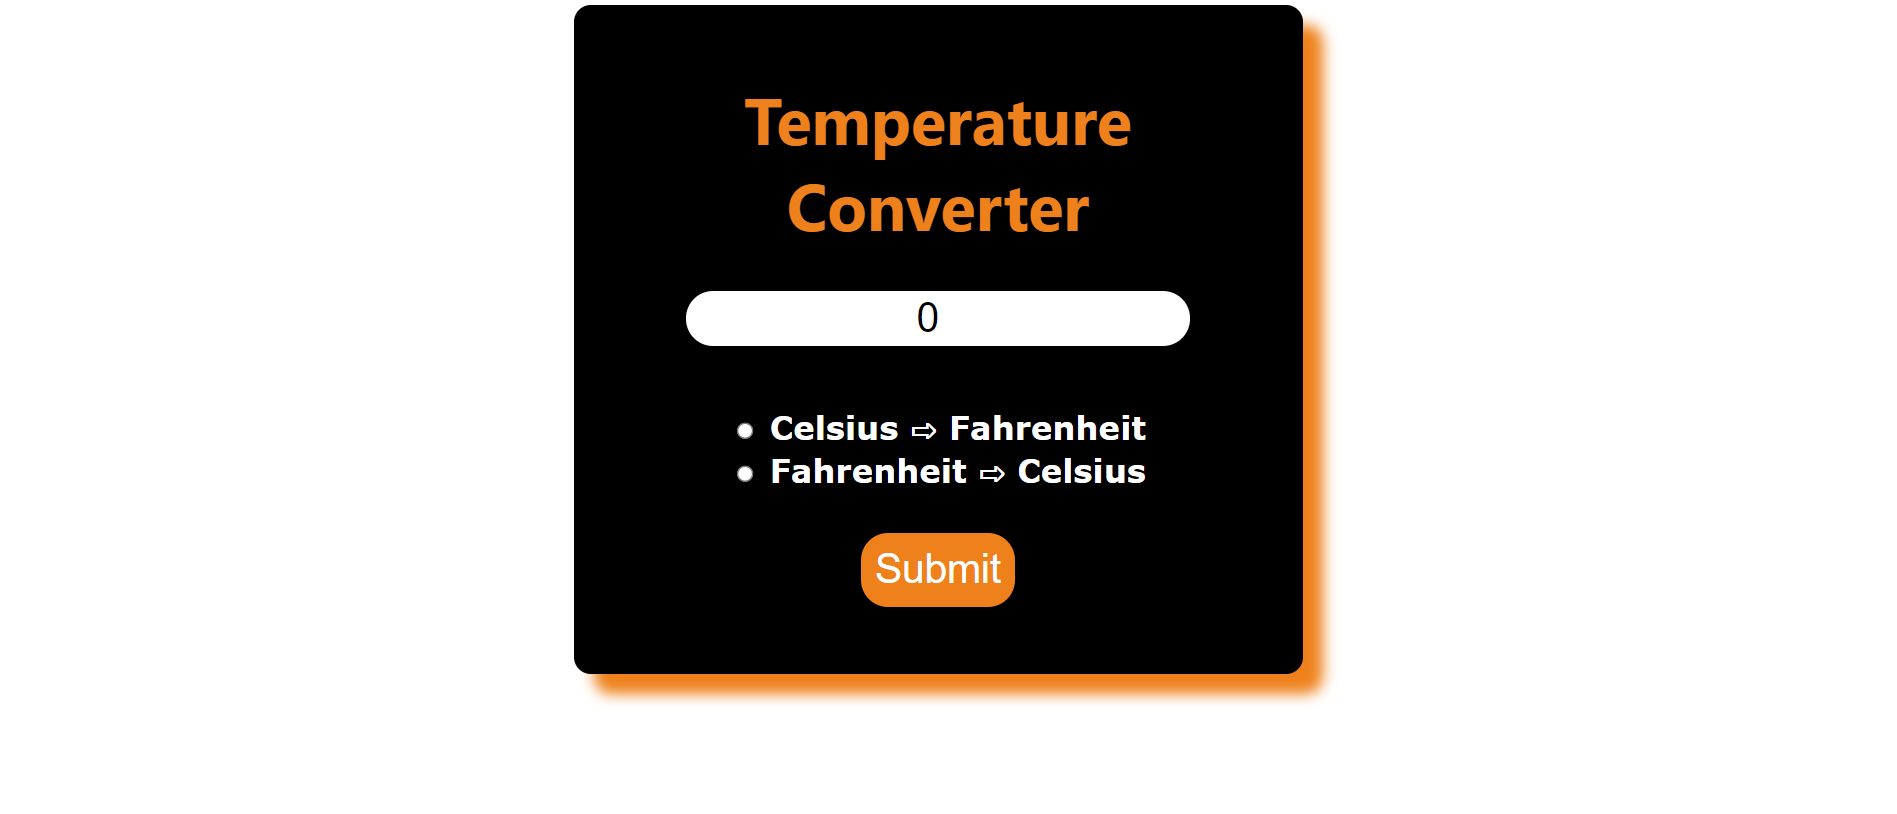 Temperature
Converter
0
Celsius ⇨ Fahrenheit
Fahrenheit ⇨ Celsius
Submit